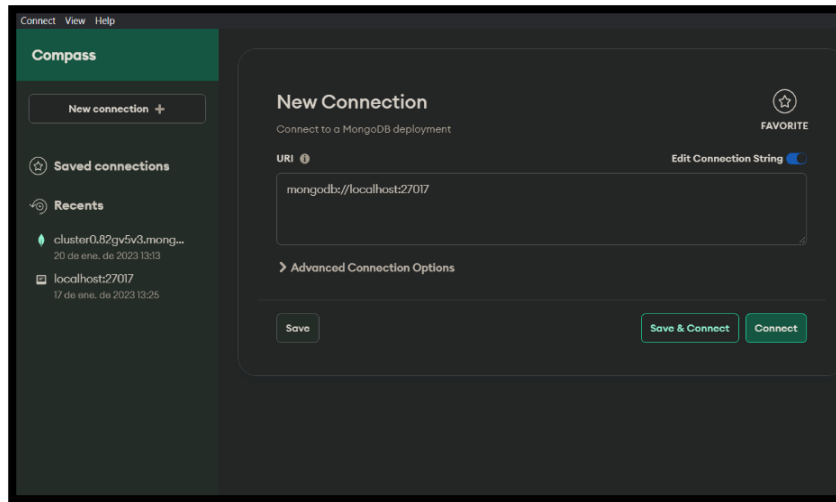 Connect View Help
Compass
New connection +
Saved connections
Recents
cluster0.82gv5v3.mong...
20 de ene. de 2023 13:13
localhost:27017
17 de ene. de 2023 13:25
New Connection
Connect to a MongoDB deployment
FAVORITE
URI
Edit Connection String
mongodb://localhost:27017
Advanced Connection Options
Save
Save & Connect
Connect